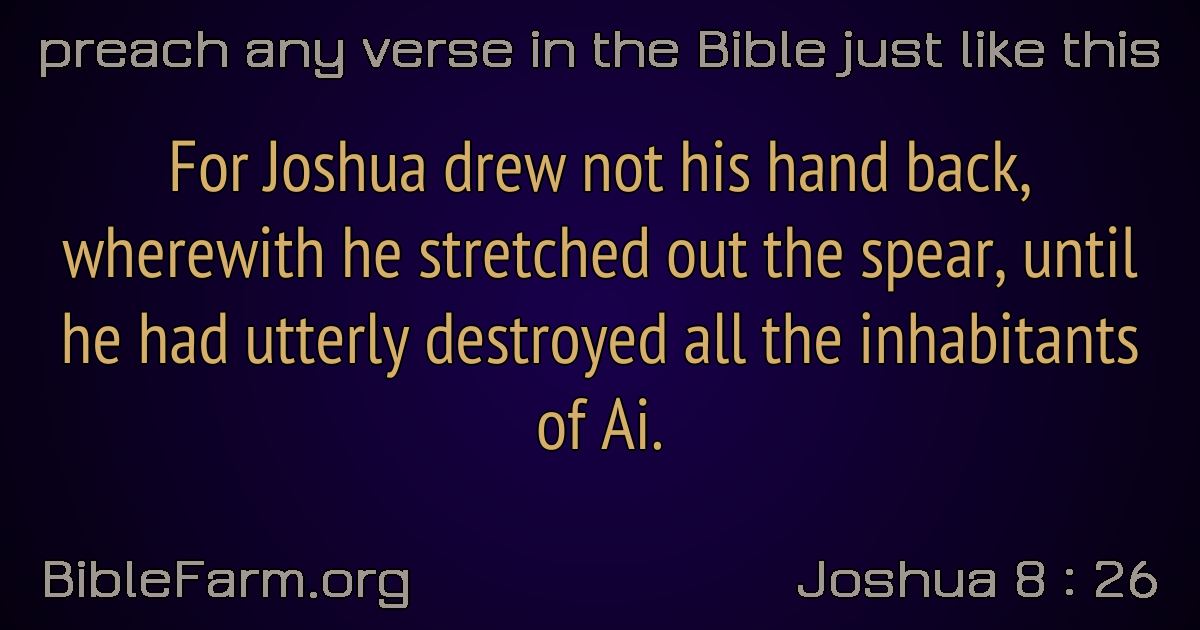 preach any verse in the Bible just like this
For Joshua drew not his hand back,
wherewith he stretched out the spear, until
he had utterly destroyed all the inhabitants
of Ai.
BibleFarm.org
Joshua 8 : 26